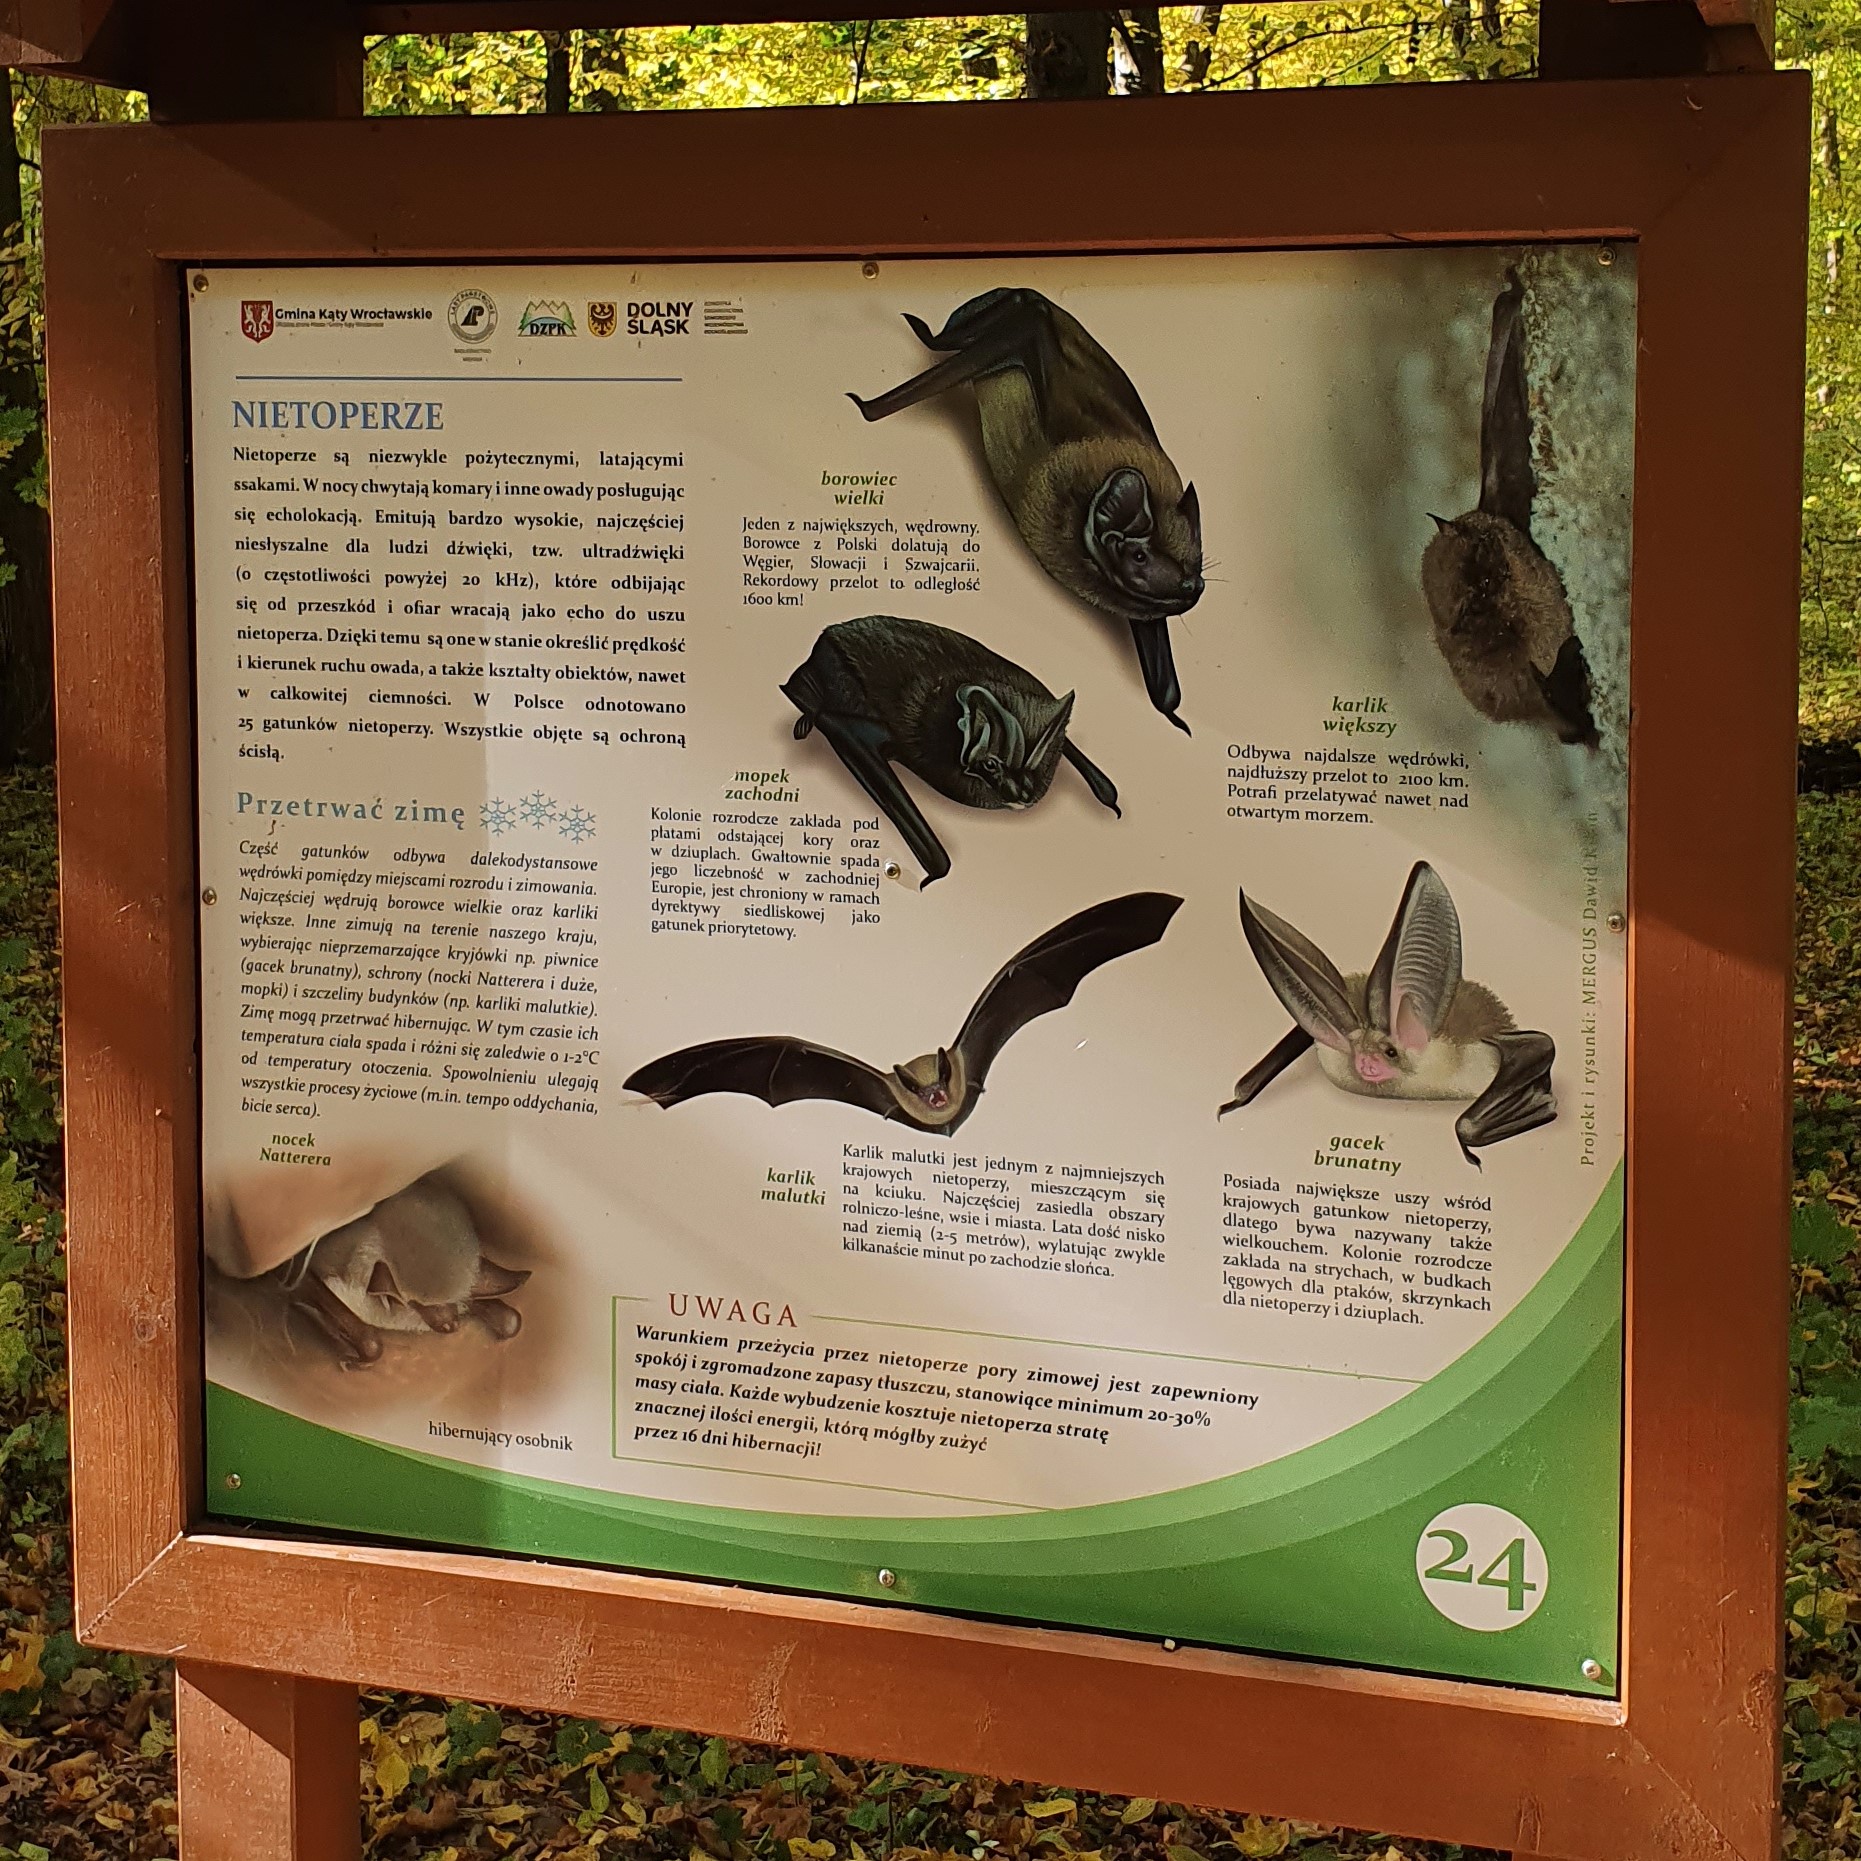 Gmina Kąty Wrocławskie
DZPK
DOLNY
ŚLĄSK
NIETOPERZE
Nietoperze są niezwykle pożytecznymi, latającymi
ssakami. W nocy chwytają komary i inne owady posługując
się echolokacją. Emitują bardzo wysokie, najczęściej
niesłyszalne dla ludzi dźwięki, tzw. ultradźwięki
(o częstotliwości powyżej 20 kHz), które odbijając
się od przeszkód i ofiar wracają jako echo do uszu
nietoperza. Dzięki temu są one w stanie określić prędkość
i kierunek ruchu owada, a także kształty obiektów, nawet
w całkowitej ciemności. W Polsce odnotowano
25 gatunków nietoperzy. Wszystkie objęte są ochroną
ścisłą.
Przetrwać zimę
Część gatunków odbywa dalekodystansowe
wędrówki pomiędzy miejscami rozrodu i zimowania.
Najczęściej wędrują borowce wielkie oraz karliki
większe. Inne zimują na terenie naszego kraju,
wybierając nieprzemarzające kryjówki np. piwnice
(gacek brunatny), schrony (nocki Natterera i duże,
mopki) i szczeliny budynków (np. karliki malutkie).
Zimę mogą przetrwać hibernując. W tym czasie ich
temperatura ciała spada i różni się zaledwie o 1-2°C
od temperatury otoczenia. Spowolnieniu ulegają
wszystkie procesy życiowe (m.in. tempo oddychania,
bicie serca).
nocek
Natterera
hibernujący osobnik
borowiec
wielki
Jeden z największych, wędrowny.
Borowce z Polski dolatują do
Węgier, Słowacji i Szwajcarii.
Rekordowy przelot to odległość
1600 km!
mopek
zachodni
Kolonie rozrodcze zakłada pod
płatami odstającej kory oraz
w dziuplach. Gwałtownie spada
jego liczebność w zachodniej
Europie, jest chroniony w ramach
dyrektywy siedliskowej jako
gatunek priorytetowy.
karlik
większy
Odbywa najdalsze wędrówki,
najdłuższy przelot to 2100 km.
Potrafi przelatywać nawet nad
otwartym morzem.
karlik
malutki
Karlik malutki jest jednym z najmniejszych
krajowych nietoperzy, mieszczącym się
na kciuku. Najczęściej zasiedla obszary
rolniczo-leśne, wsie i miasta. Lata dość nisko
nad ziemią (2-5 metrów), wylatując zwykle
kilkanaście minut po zachodzie słońca.
gacek
brunatny
Posiada największe uszy wśród
krajowych gatunkow nietoperzy,
dlatego bywa nazywany także
wielkouchem. Kolonie rozrodcze
zakłada na strychach, w budkach
lęgowych dla ptaków, skrzynkach
dla nietoperzy i dziuplach.
UWAGA
Warunkiem przeżycia przez nietoperze pory zimowej jest zapewniony
spokój i zgromadzone zapasy tłuszczu, stanowiące minimum 20-30%
masy ciała. Każde wybudzenie kosztuje nietoperza stratę
znacznej ilości energii, którą mógłby zużyć
przez 16 dni hibernacji!
Projekt i rysunki: MERGUS Dawid
24